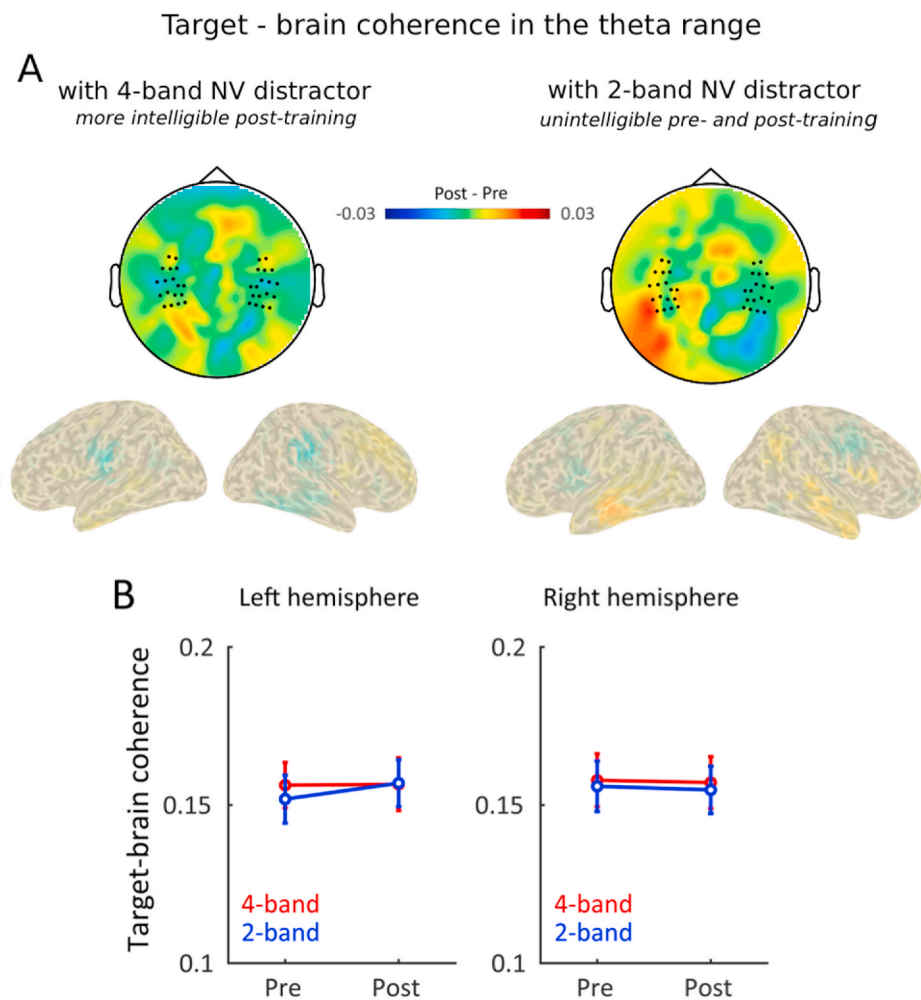 Target - brain coherence in the theta range
A
with 4-band NV distractor
more intelligible post-training
with 2-band NV distractor
unintelligible pre- and post-training
Post - Pre
-0.03
0.03
B
Left hemisphere
Right hemisphere
Target-brain coherence
0.2
0.15
0.1
4-band
2-band
Pre
Post
0.2
0.15
0.1
4-band
2-band
Pre
Post